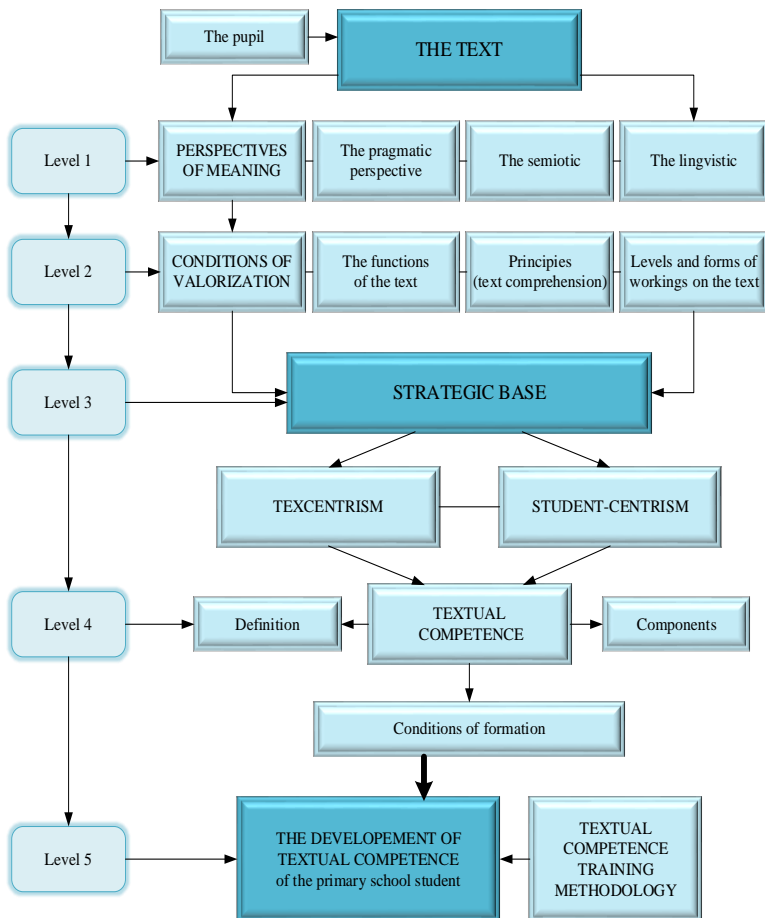 The pupil
THE TEXT
Level 1
PERSPECTIVES
OF MEANING
The pragmatic
perspective
The semiotic
The lingvistic
Level 2
CONDITIONS OF
VALORIZATION
The functions
of the text
Principies
(text comprehension)
Levels and forms of
workings on the text
Level 3
STRATEGIC BASE
TEXCENTRISM
STUDENT-CENTRISM
Level 4
Definition
TEXTUAL
COMPETENCE
Components
Conditions of formation
Level 5
THE DEVELOPEMENT OF
TEXTUAL COMPETENCE
of the primary school student
TEXTUAL
COMPETENCE
TRAINING
METHODOLOGY